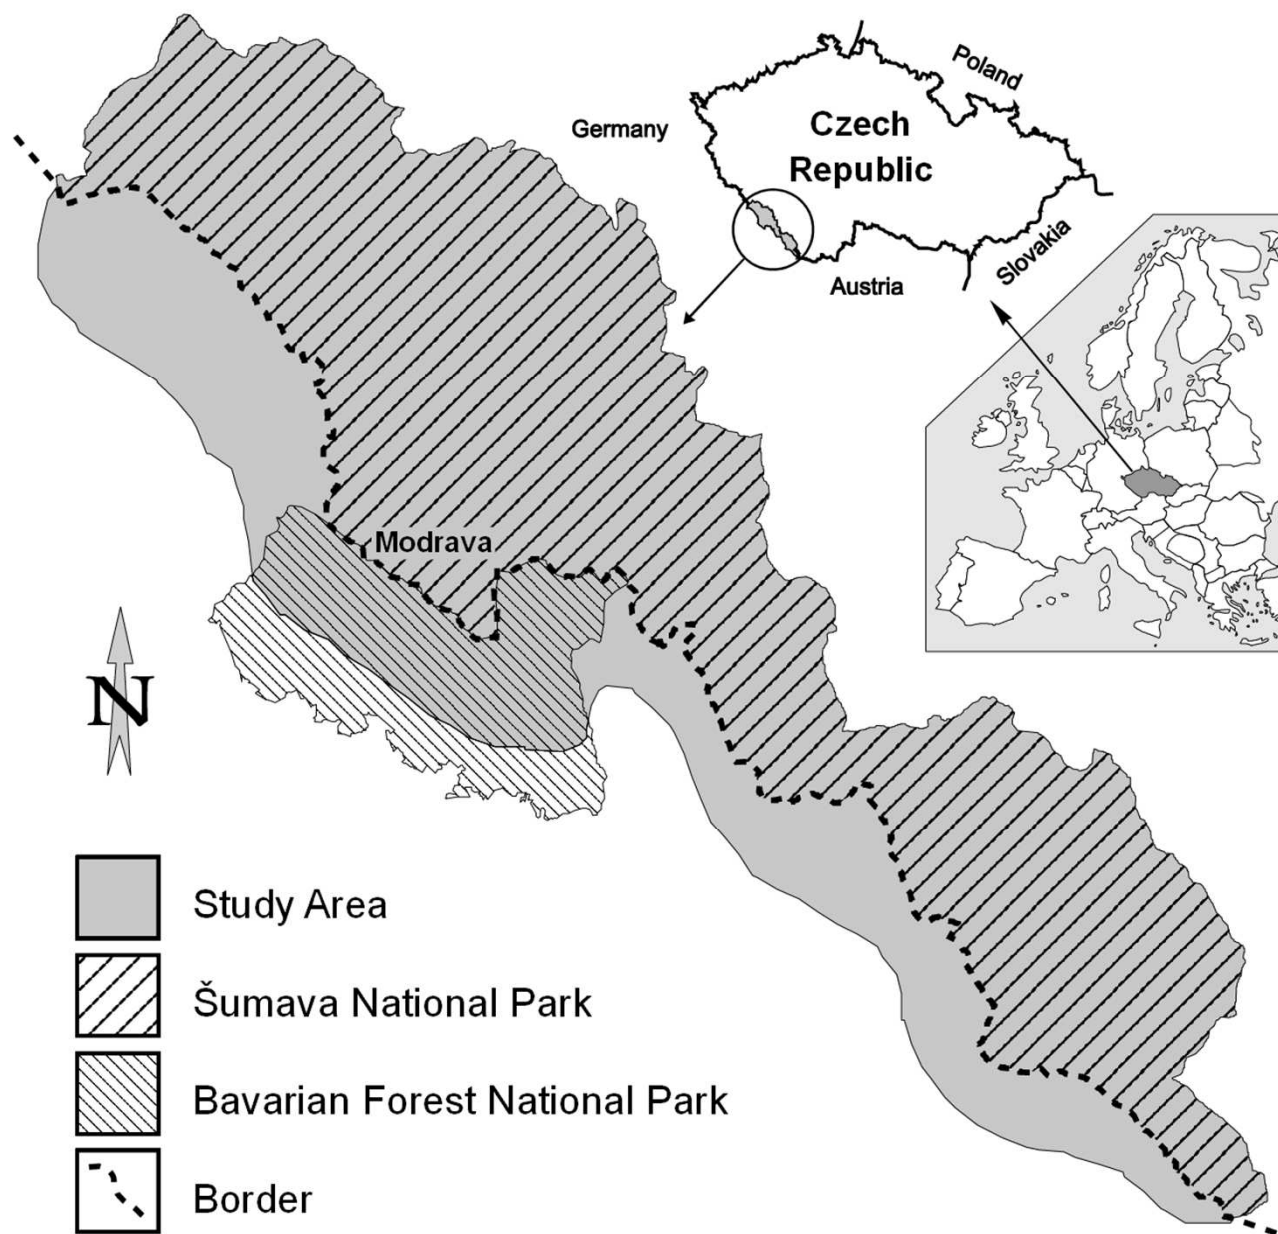 Poland
Germany
Czech
Republic
Slovakia
Austria
Modrava
N
Study Area
Šumava National Park
Bavarian Forest National Park
Border